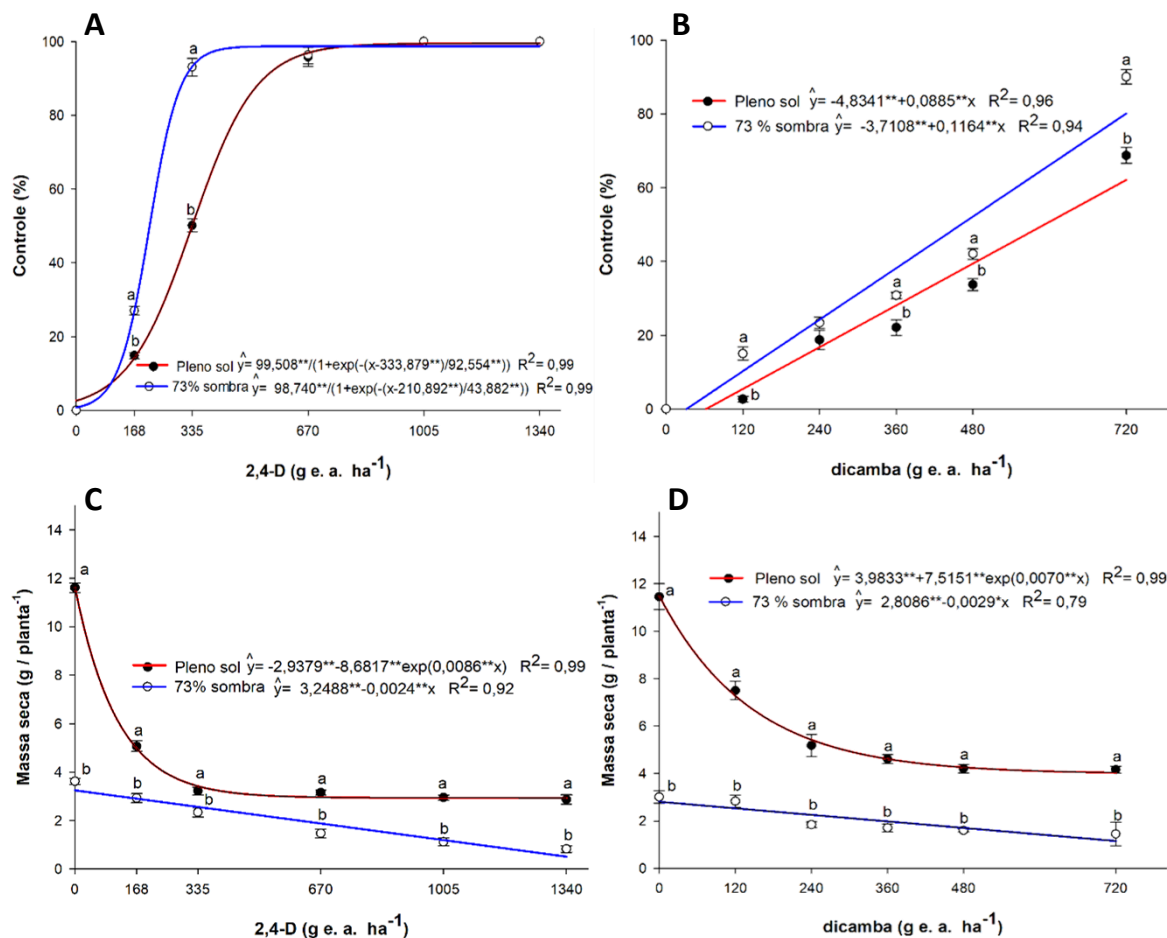 A
a
a
b
b
Controle (%)
100
80
60
40
20
0
Pleno sol ŷ= 99,508**/(1+exp(-(x-333,879**)/92,554**)) R²= 0,99
73% sombra ŷ= 98,740**/(1+exp(-(x-210,892**)/43,882**)) R²= 0,99
0 168 335 670 1005 1340
2,4-D (g e. a. ha⁻¹)
B
a
b
a
a
b
a
b
b
Controle (%)
100
80
60
40
20
0
Pleno sol ŷ= -4,8341**+0,0885**x R²= 0,96
73 % sombra ŷ= -3,7108**+0,1164**x R²= 0,94
0 120 240 360 480 720
dicamba (g e. a. ha⁻¹)
C
a
a
a
a
a
a
b
b
b
b
b
b
Massa seca (g / planta⁻¹)
14
12
10
8
6
4
2
0
Pleno sol ŷ= -2,9379**-8,6817**exp(0,0086**x) R²= 0,99
73% sombra ŷ= 3,2488**-0,0024**x R²= 0,92
0 168 335 670 1005 1340
2,4-D (g e. a. ha⁻¹)
D
a
a
a
a
a
a
b
b
b
b
b
b
Massa seca (g / planta⁻¹)
14
12
10
8
6
4
2
0
Pleno sol ŷ= 3,9833**+7,5151**exp(0,0070**x) R²= 0,99
73 % sombra ŷ= 2,8086**-0,0029*x R²= 0,79
0 120 240 360 480 720
dicamba (g e. a. ha⁻¹)